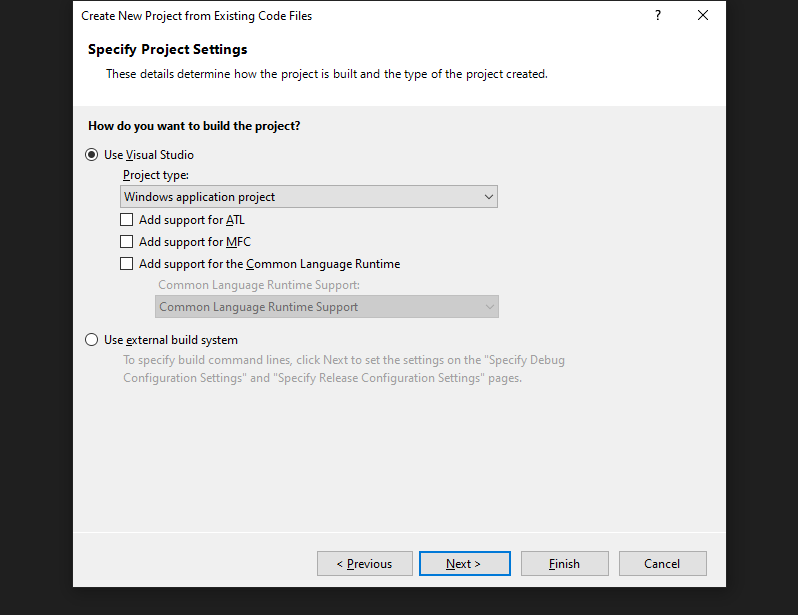 Create New Project from Existing Code Files
?
Specify Project Settings
These details determine how the project is built and the type of the project created.
How do you want to build the project?
Use Visual Studio
Project type:
Windows application project
Add support for ATL
Add support for MFC
Add support for the Common Language Runtime
Common Language Runtime Support:
Common Language Runtime Support
Use external build system
To specify build command lines, click Next to set the settings on the "Specify Debug
Configuration Settings" and "Specify Release Configuration Settings" pages.
< Previous
Next >
Finish
Cancel